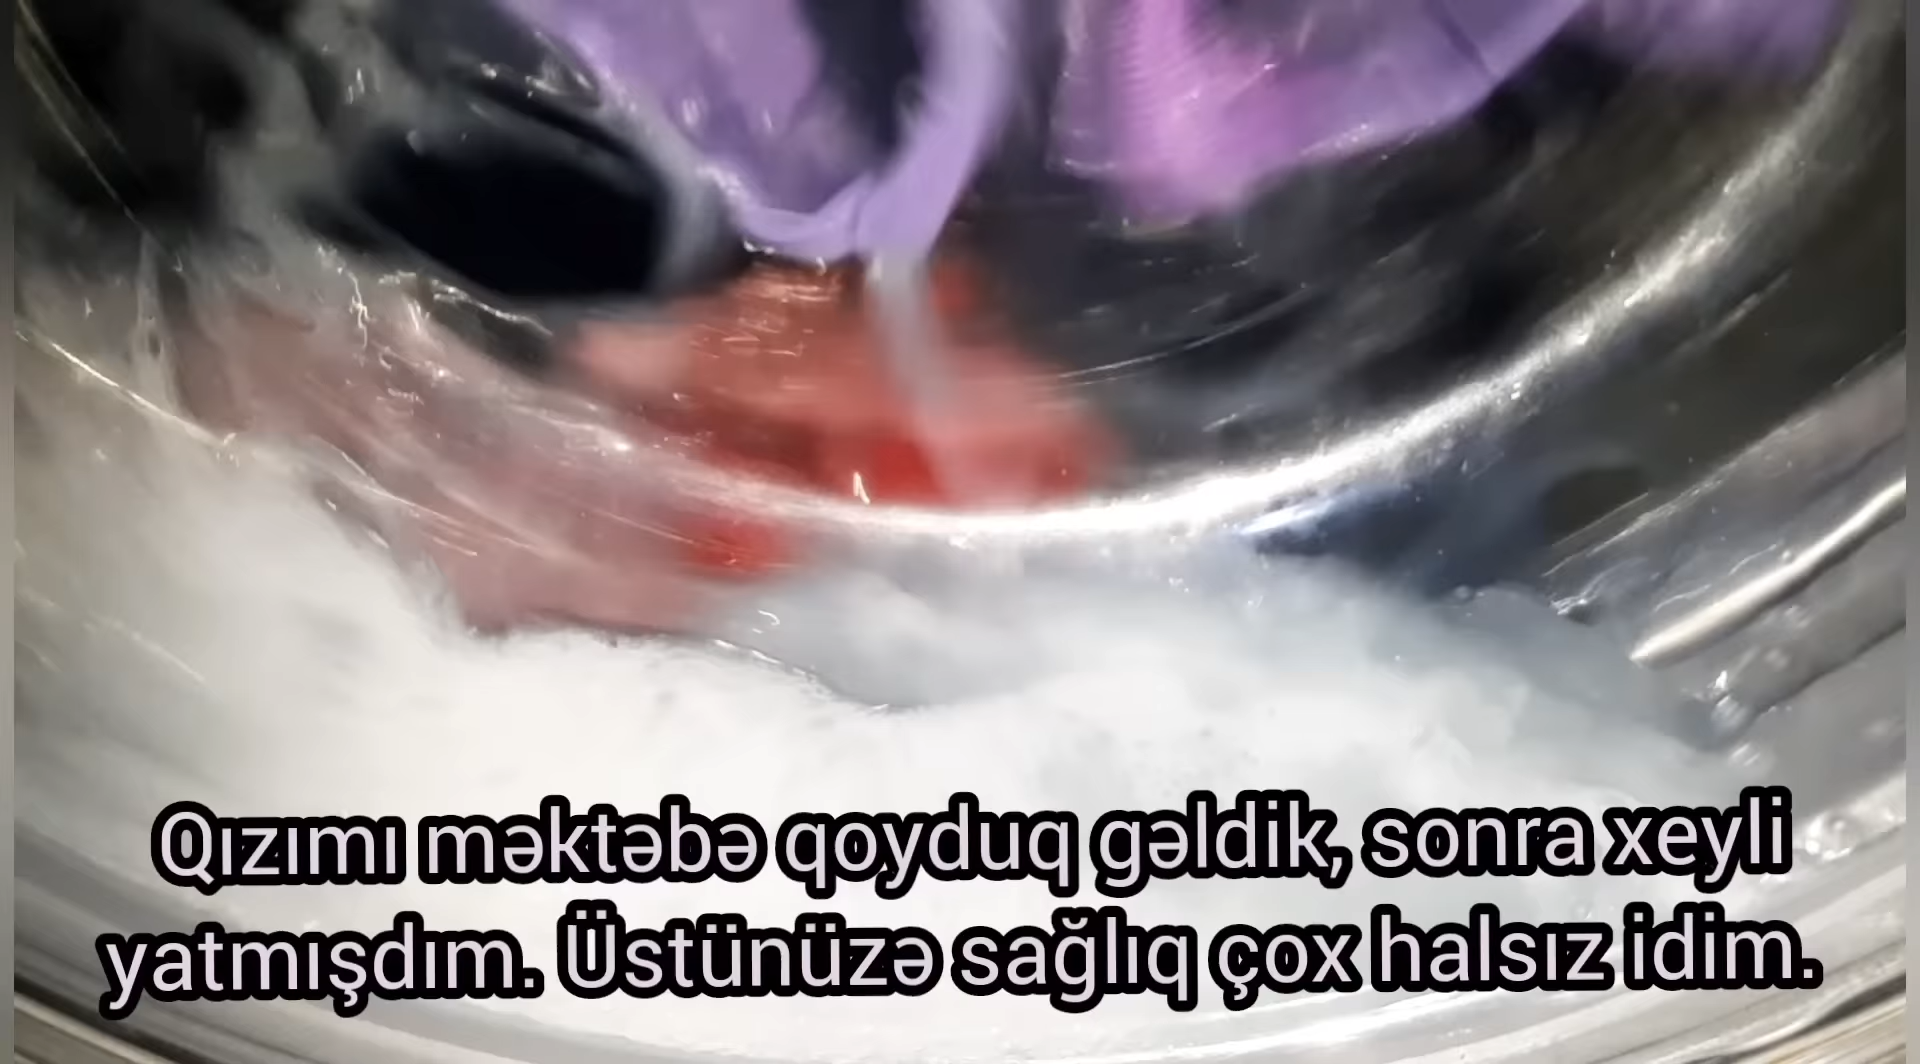 Qızımı məktəbə qoyduq gəldik, sonra xeyli
yatmışdım. Üstünüzə sağlıq çox halsız idim.